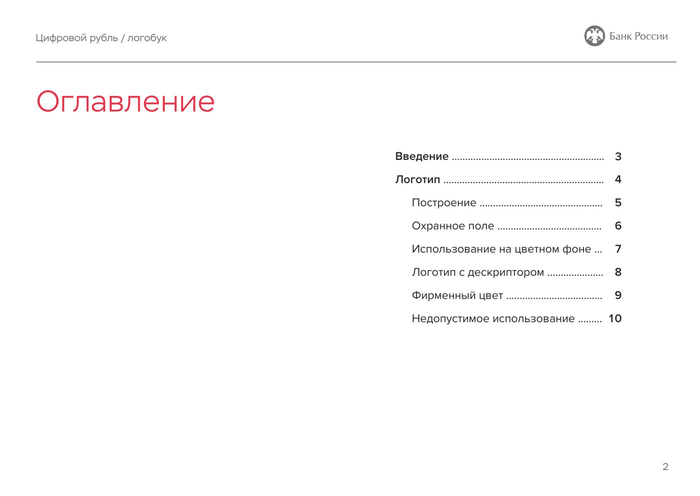 Цифровой рубль / логобук
Банк России
Оглавление
Введение ........................................................ 3
Логотип ........................................................... 4
Построение ............................................. 5
Охранное поле ...................................... 6
Использование на цветном фоне ... 7
Логотип с дескриптором .................... 8
Фирменный цвет ................................... 9
Недопустимое использование ......... 10
2